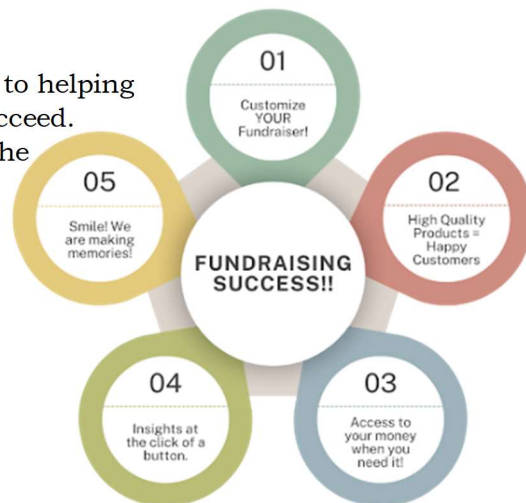 to helping
cceed.
he
01
Customize
YOUR
Fundraiser!
02
High Quality
Products =
Happy
Customers
03
Access to
your money
when you
need it!
04
Insights at
the click of a
button.
05
Smile! We
are making
memories!
FUNDRAISING
SUCCESS!!